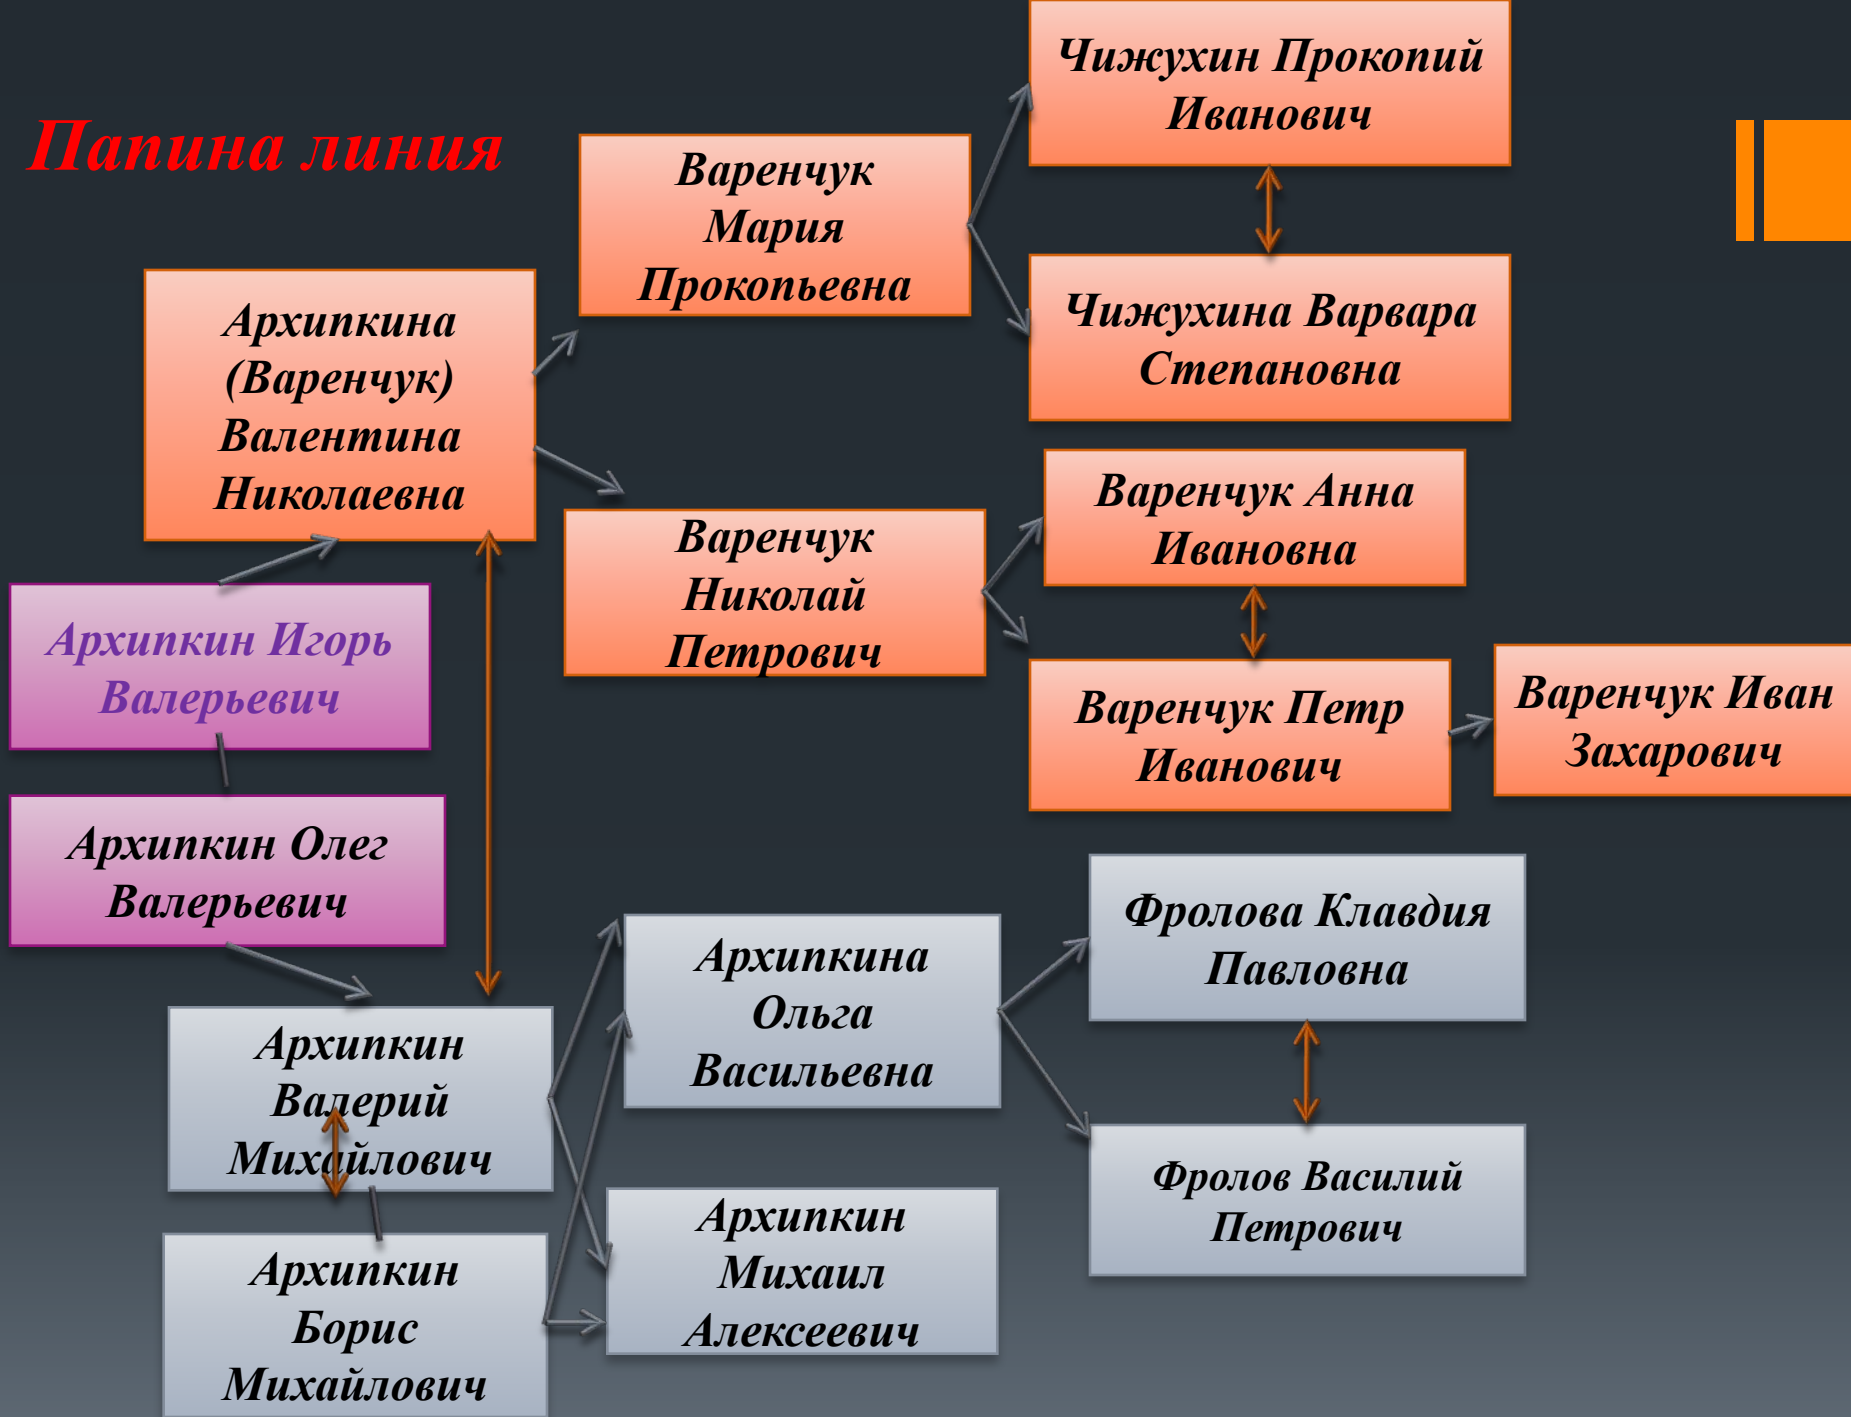 Папина линия
Чижухин Прокопий
Иванович
Варенчук
Мария
Прокопьевна
Чижухина Варвара
Степановна
Архипкина
(Варенчук)
Валентина
Николаевна
Варенчук Анна
Ивановна
Варенчук
Николай
Петрович
Архипкин Игорь
Валерьевич
Варенчук Петр
Иванович
Варенчук Иван
Захарович
Архипкин Олег
Валерьевич
Фролова Клавдия
Павловна
Архипкина
Ольга
Васильевна
Архипкин
Валерий
Михайлович
Фролов Василий
Петрович
Архипкин
Михаил
Алексеевич
Архипкин
Борис
Михайлович